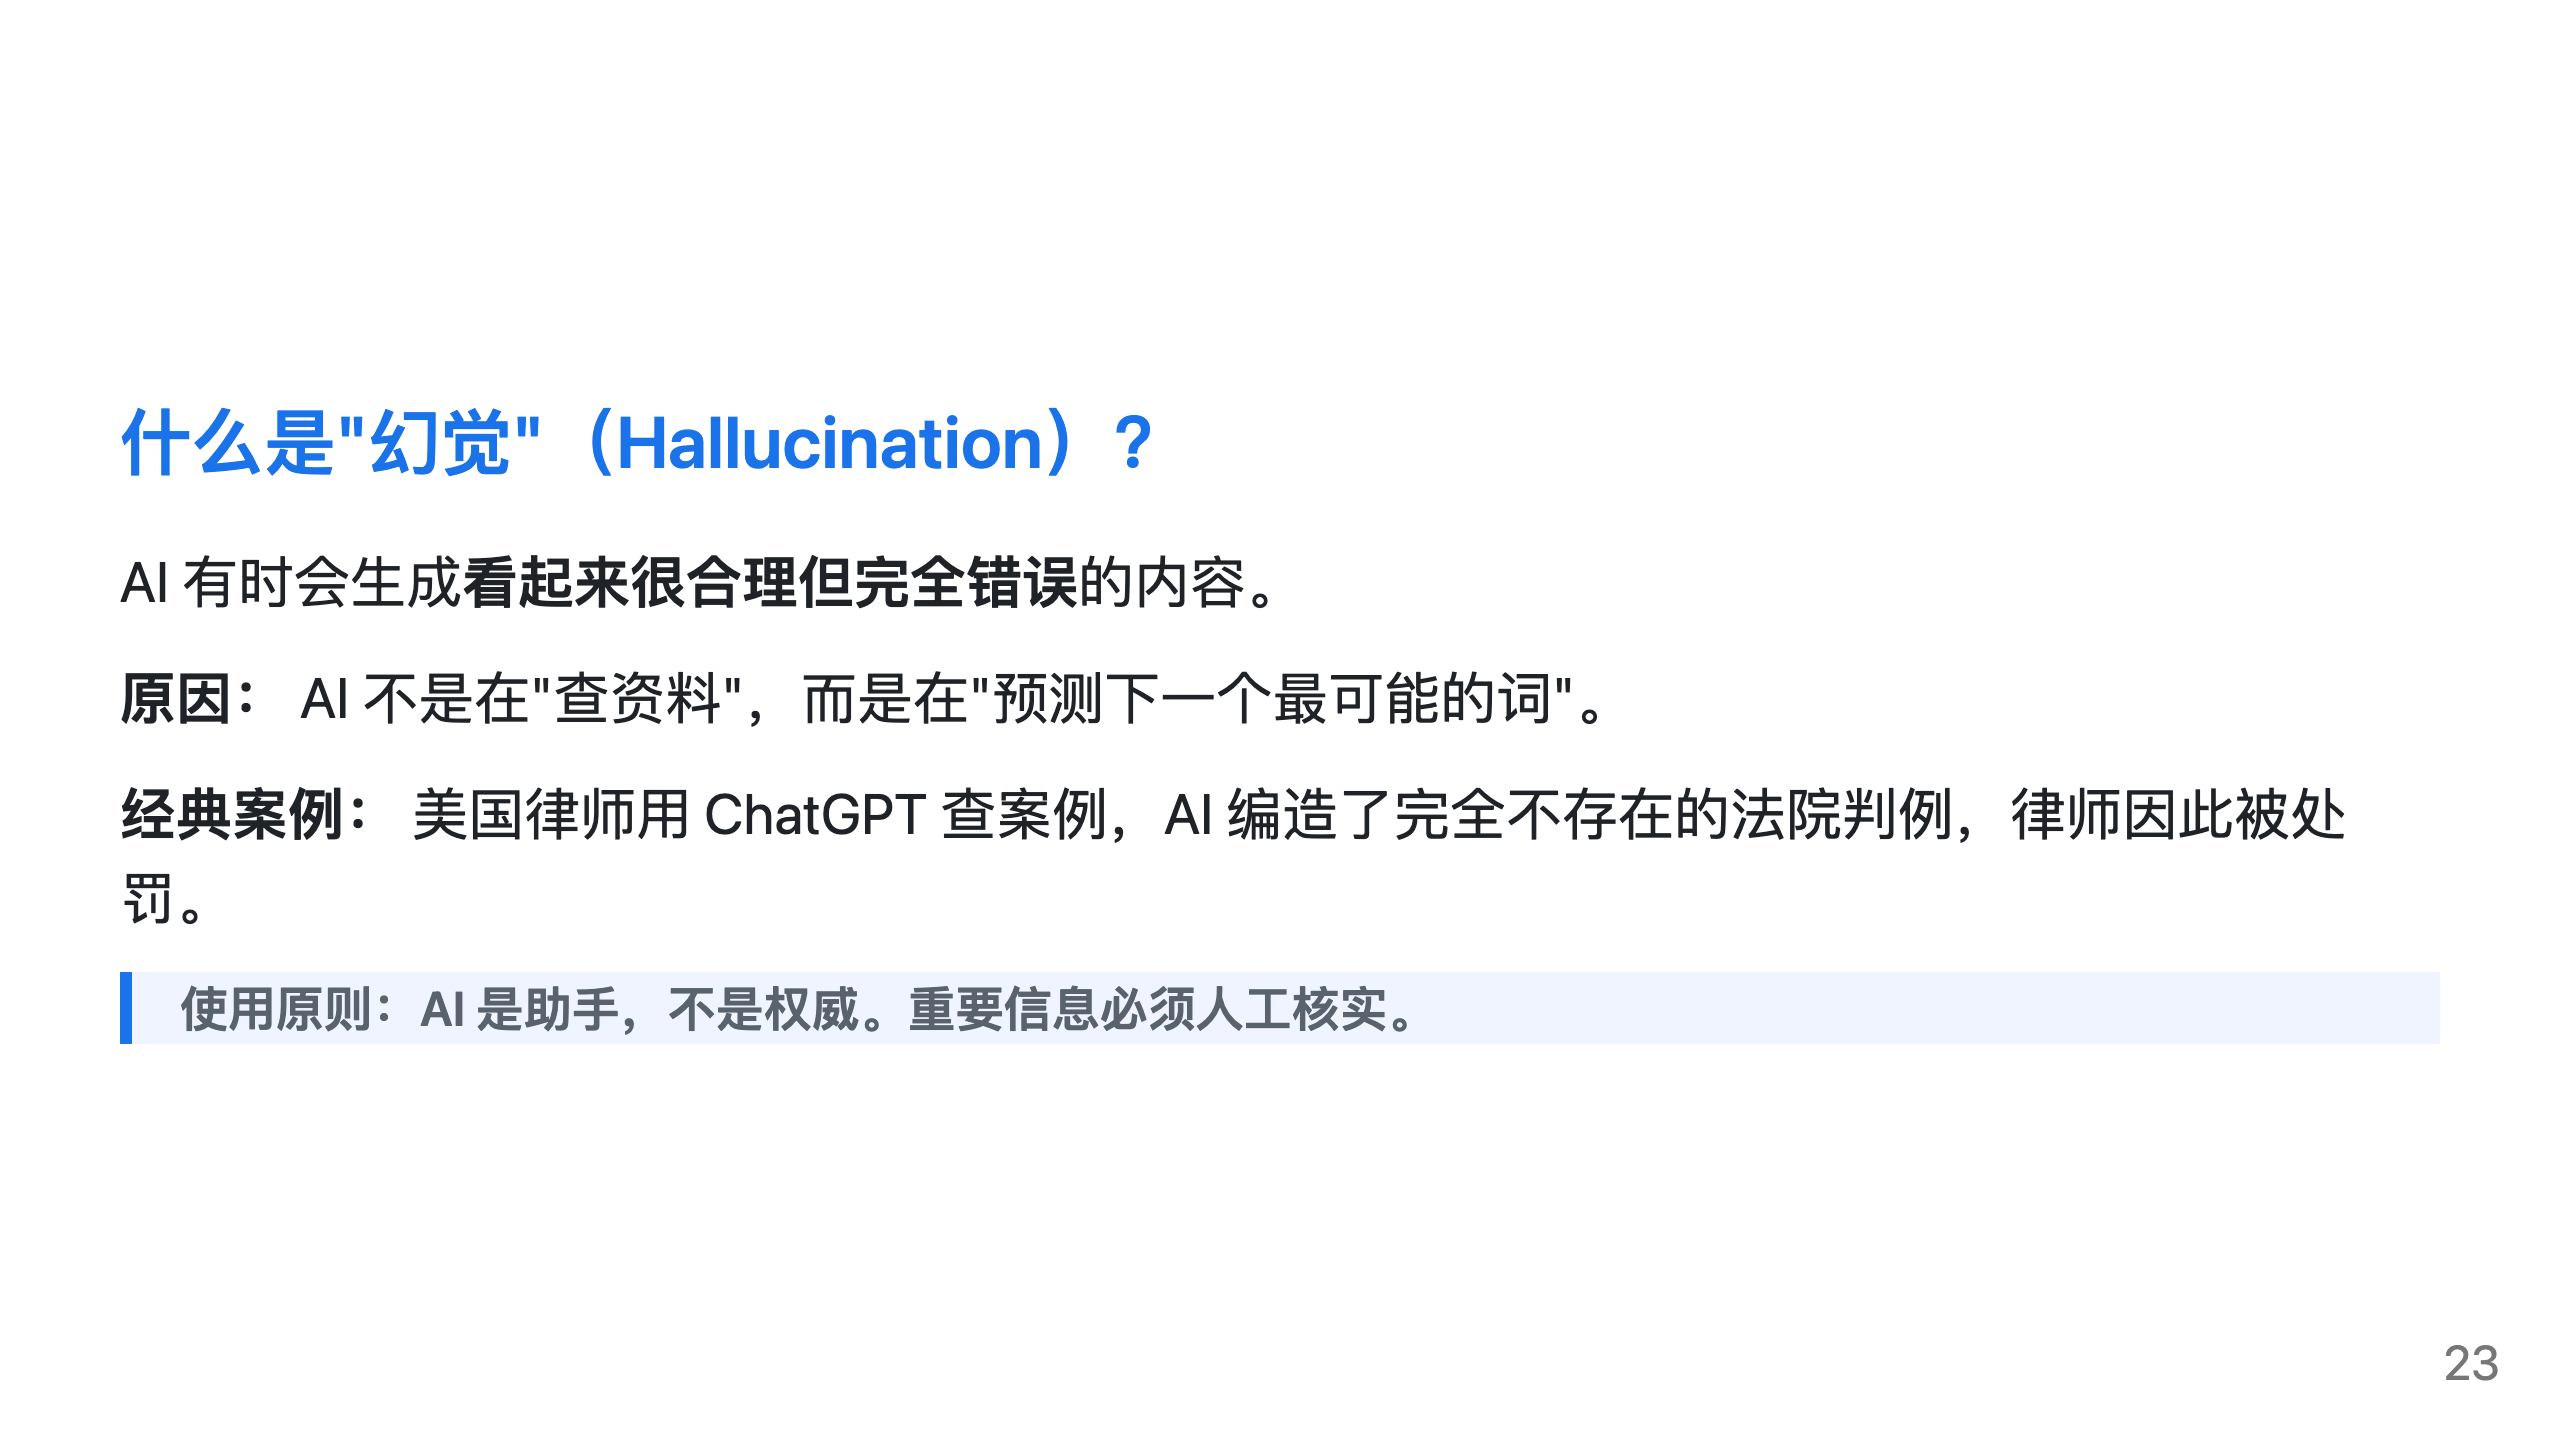 什么是"幻觉"（Hallucination）？
AI 有时会生成看起来很合理但完全错误的内容。
原因： AI 不是在"查资料"，而是在"预测下一个最可能的词"。
经典案例： 美国律师用 ChatGPT 查案例，AI 编造了完全不存在的法院判例，律师因此被处
罚。
使用原则：AI 是助手，不是权威。重要信息必须人工核实。
23